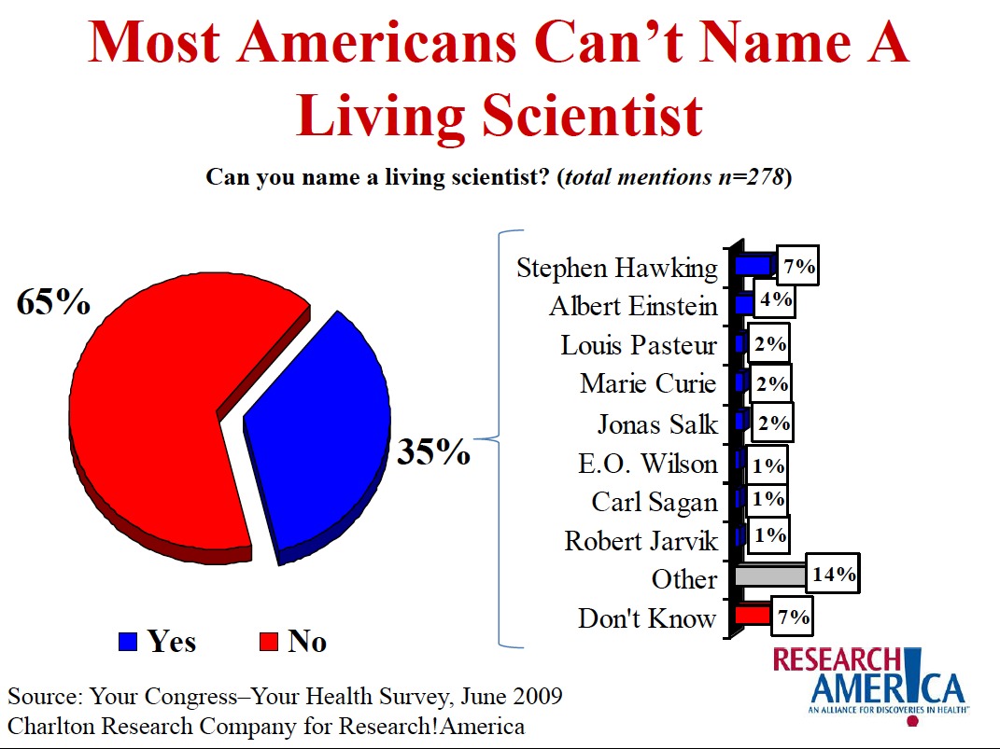 Most Americans Can’t Name A
Living Scientist
Can you name a living scientist? (total mentions n=278)
65%
35%
Yes
No
Stephen Hawking 7%
Albert Einstein 4%
Louis Pasteur 2%
Marie Curie 2%
Jonas Salk 2%
E.O. Wilson 1%
Carl Sagan 1%
Robert Jarvik 1%
Other 14%
Don't Know 7%
Source: Your Congress–Your Health Survey, June 2009
Charlton Research Company for Research!America
RESEARCH!
AMERICA
AN ALLIANCE FOR DISCOVERIES IN HEALTH™